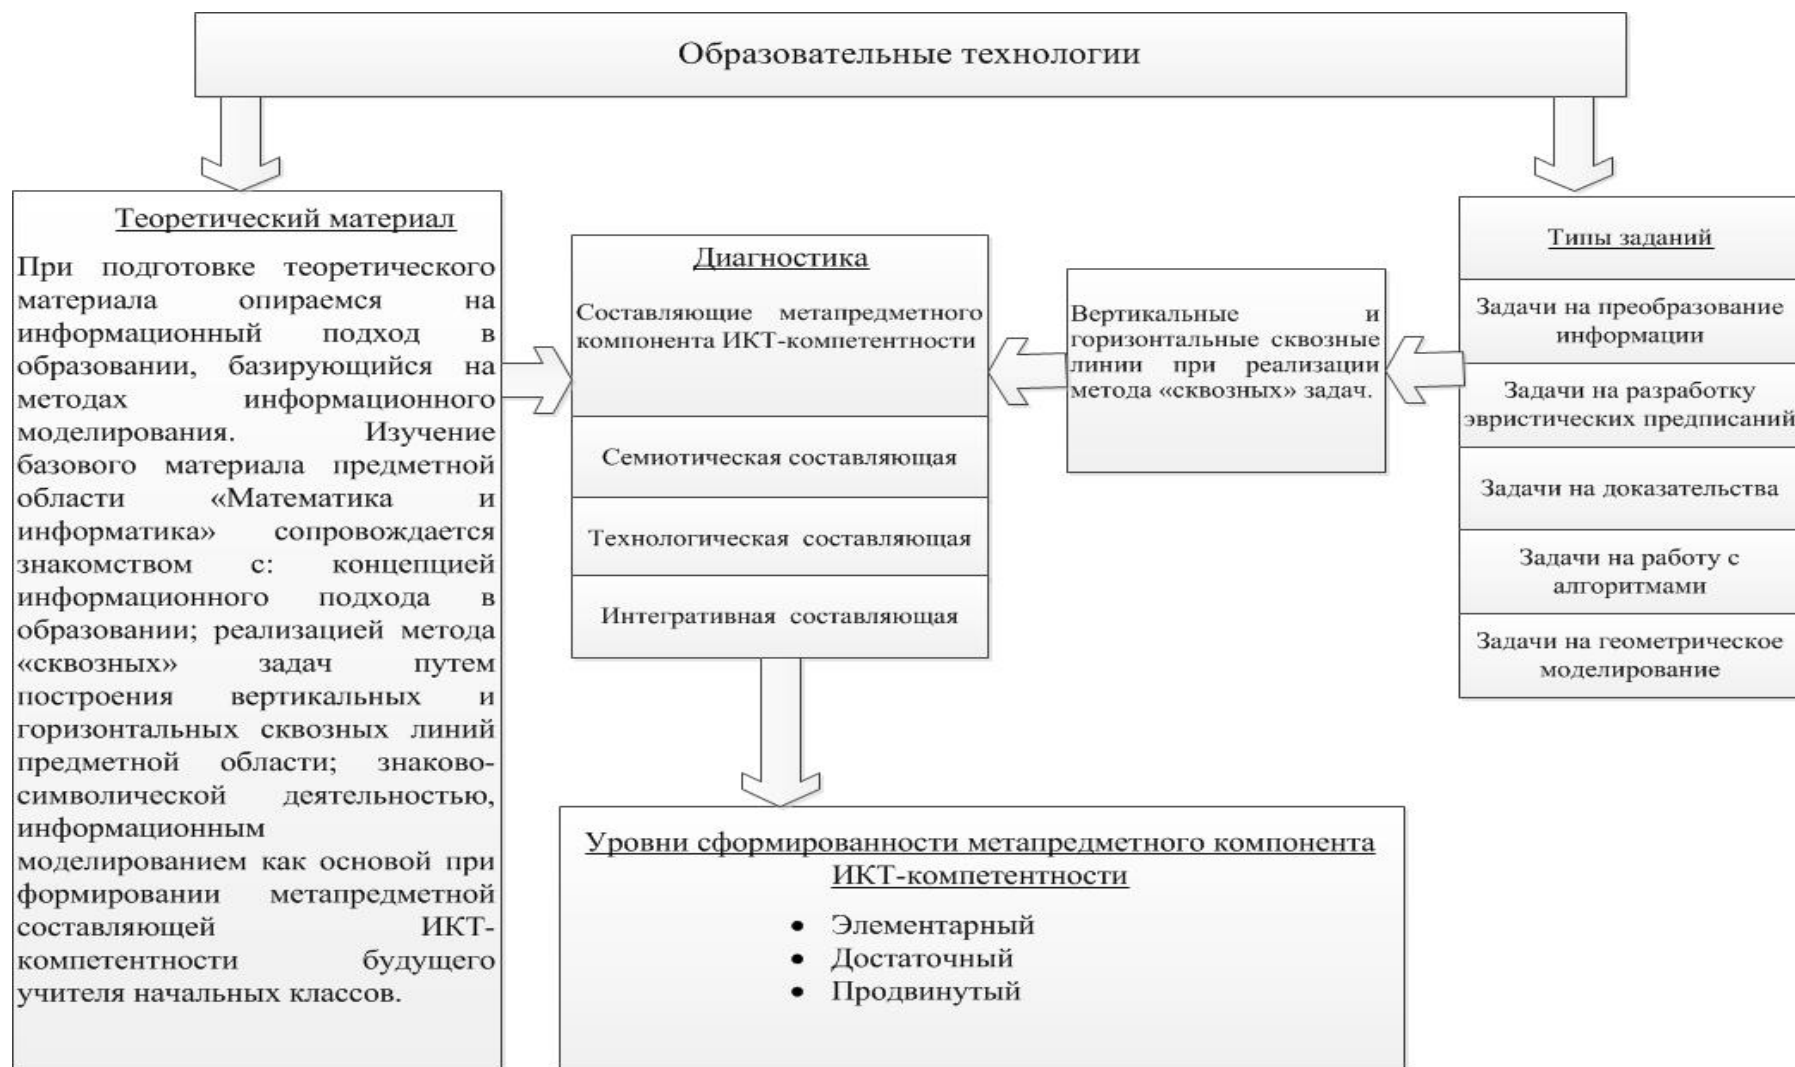 Образовательные технологии
Теоретический материал
При подготовке теоретического
материала опираемся на
информационный подход в
образовании, базирующийся на
методах информационного
моделирования. Изучение
базового материала предметной
области «Математика и
информатика» сопровождается
знакомством с: концепцией
информационного подхода в
образовании; реализацией метода
«сквозных» задач путем
построения вертикальных и
горизонтальных сквозных линий
предметной области; знаково-
символической деятельностью,
информационным
моделированием как основой при
формировании метапредметной
составляющей ИКТ-
компетентности будущего
учителя начальных классов.
Диагностика
Составляющие метапредметного
компонента ИКТ-компетентности
Семиотическая составляющая
Технологическая составляющая
Интегративная составляющая
Вертикальные и
горизонтальные сквозные
линии при реализации
метода «сквозных» задач.
Типы заданий
Задачи на преобразование
информации
Задачи на разработку
эвристических предписаний
Задачи на доказательства
Задачи на работу с
алгоритмами
Задачи на геометрическое
моделирование
Уровни сформированности метапредметного компонента
ИКТ-компетентности
• Элементарный
• Достаточный
• Продвинутый